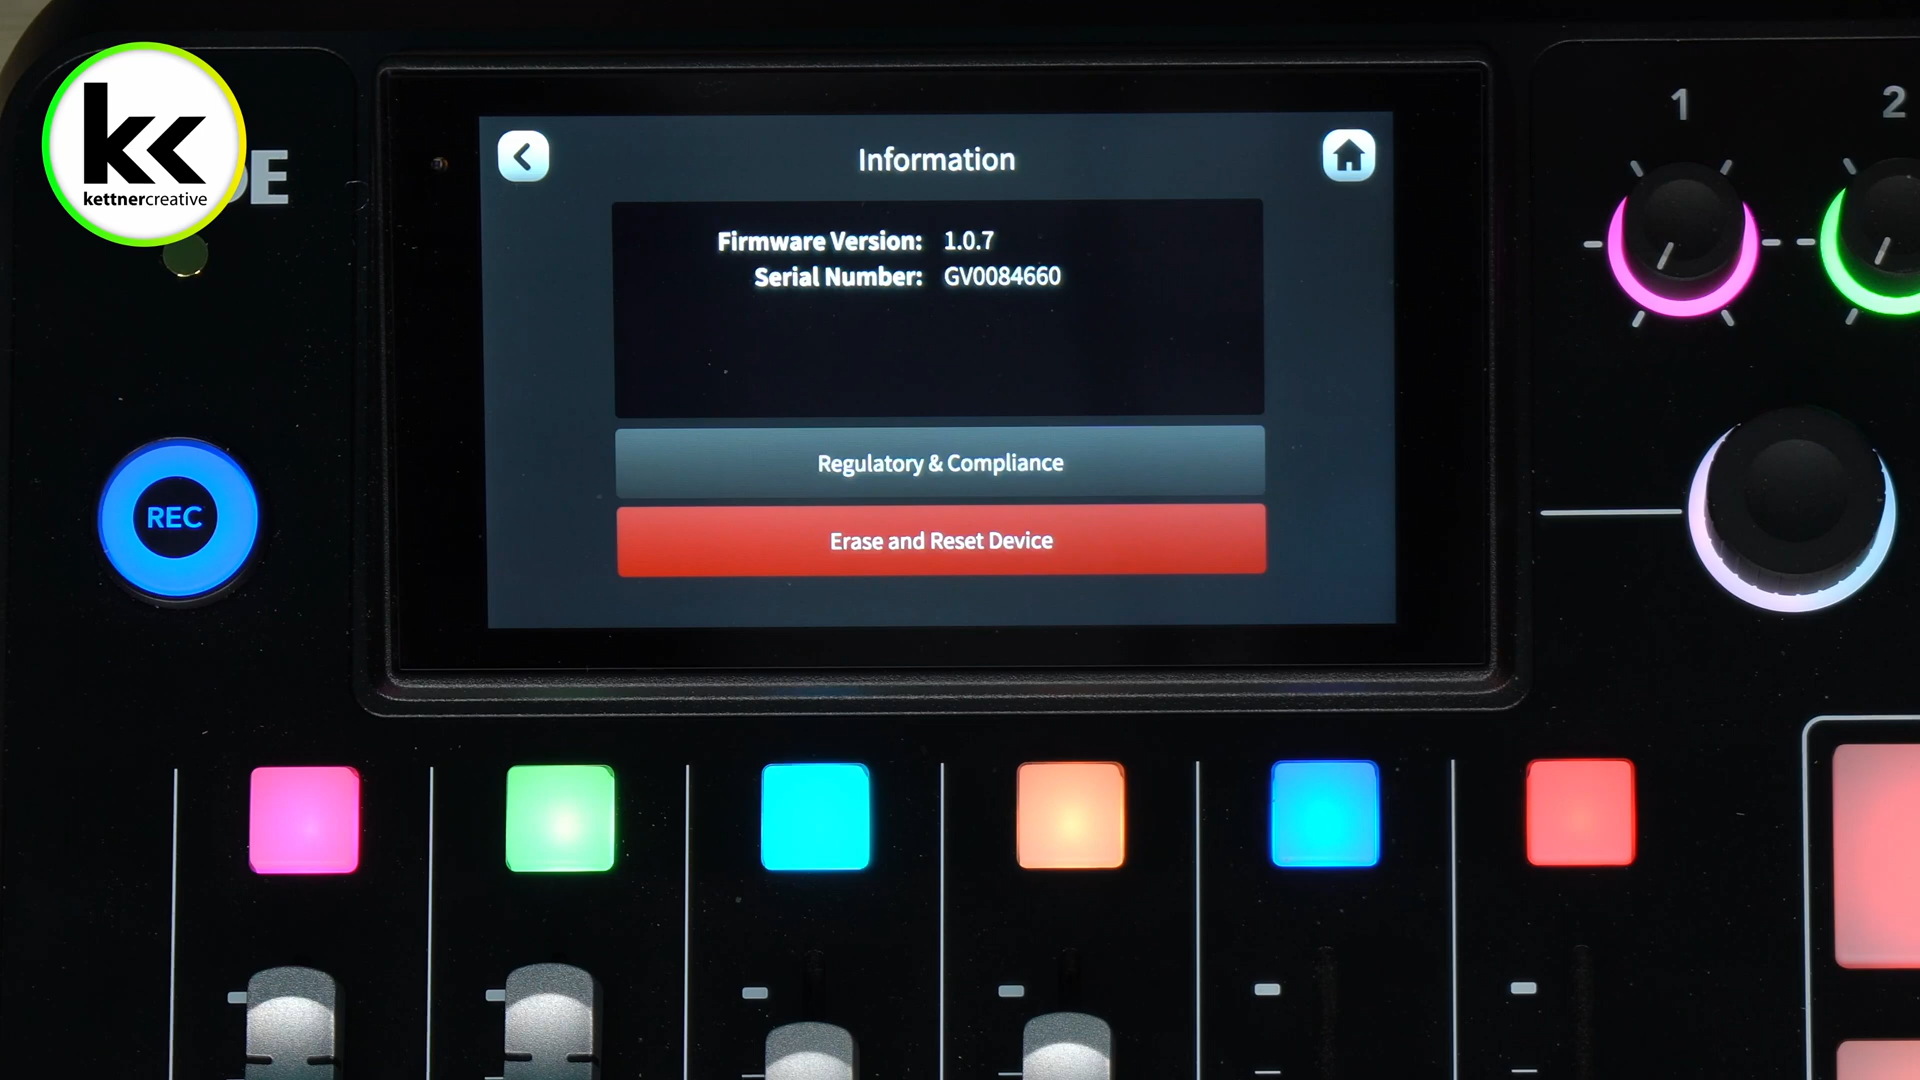 kettnercreative
DE
Information
Firmware Version: 1.0.7
Serial Number: GV0084660
Regulatory & Compliance
Erase and Reset Device
REC
1
2